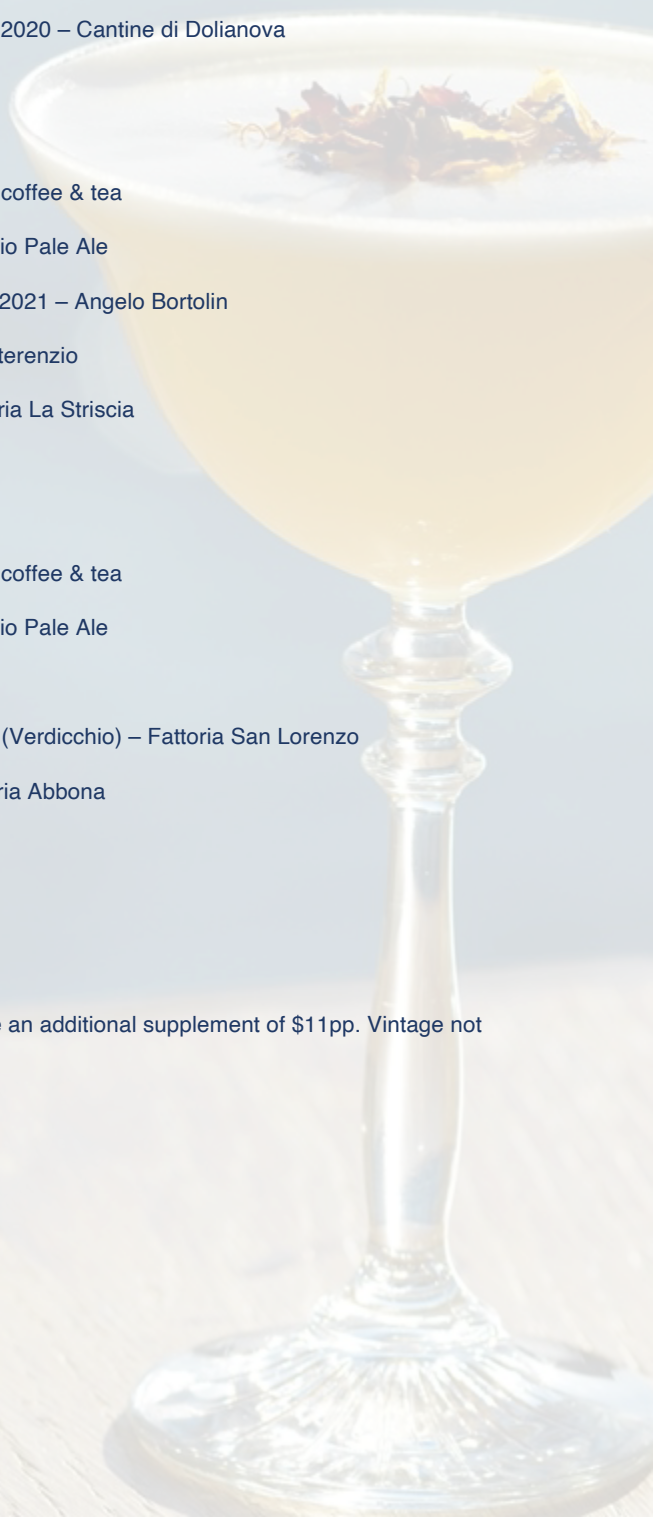 2020 – Cantine di Dolianova
coffee & tea
io Pale Ale
2021 – Angelo Bortolin
terenzio
ria La Striscia
coffee & tea
io Pale Ale
(Verdicchio) – Fattoria San Lorenzo
ria Abbona
an additional supplement of $11pp. Vintage not